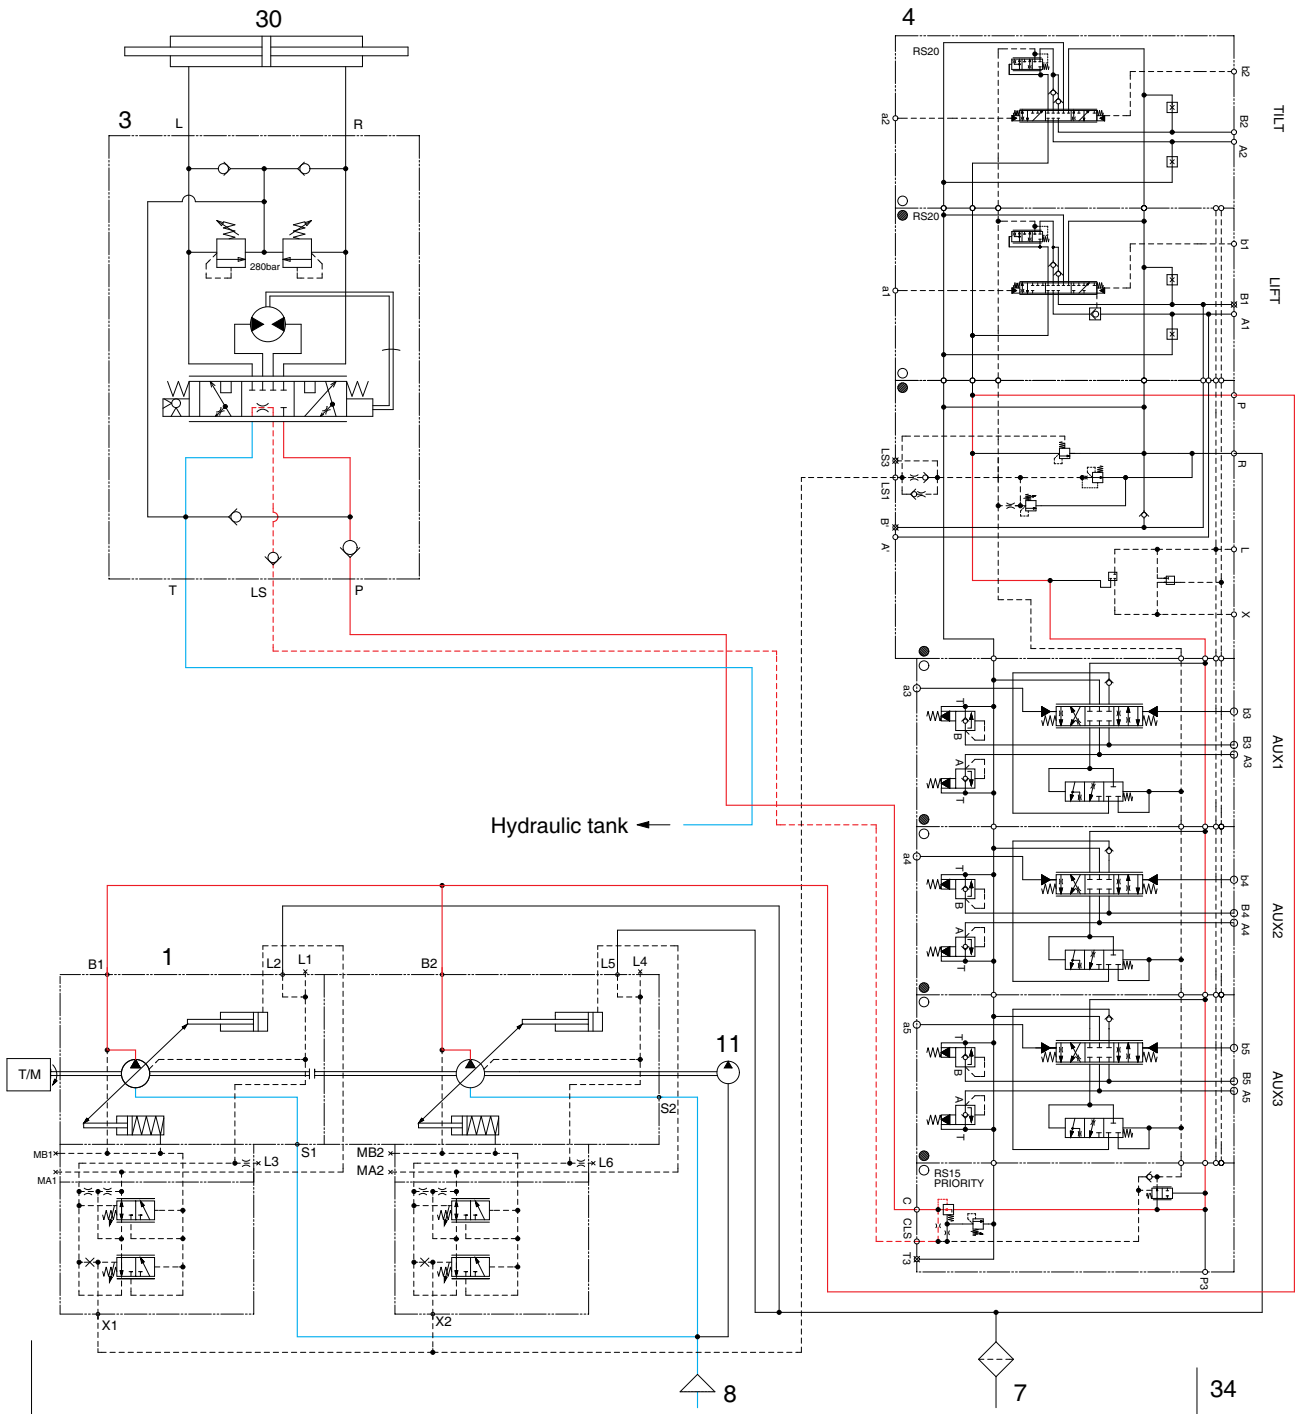 30
4
RS20
b2
TILT
B2
a2
A2
3
L
R
RS20
b1
LIFT
280bar
a1
B1
A1
P
LS3
R
LS1
B'
A'
L
X
T
LS
P
a3
T
b3
B
B3
A3
AUX1
A
T
Hydraulic tank
a4
T
b4
B
B4
A4
AUX2
A
T
1
B1
L2
L1
B2
L5
L4
a5
T
b5
B
B5
A5
AUX3
A
T
T/M
11
S2
S1
MB1
MA1
L3
MB2
MA2
L6
RS15
PRIORITY
C
CLS
T3
P3
X1
X2
8
7
34